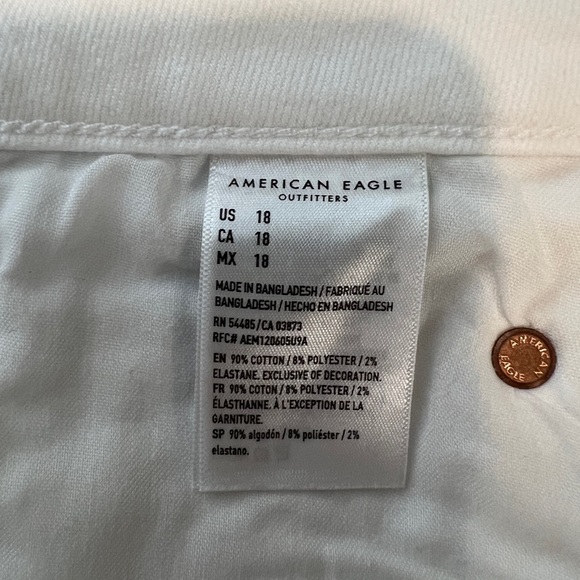 AMERICAN EAGLE
OUTFITTERS
US 18
CA 18
MX 18
MADE IN BANGLADESH / FABRIQUÉ AU
BANGLADESH / HECHO EN BANGLADESH
RN 54485 / CA 03873
RFC# AEM120605U9A
EN 90% COTTON / 8% POLYESTER / 2%
ELASTANE. EXCLUSIVE OF DECORATION.
FR 90% COTON / 8% POLYESTER / 2%
ÉLASTHANNE. À L'EXCEPTION DE LA
GARNITURE.
SP 90% algodón / 8% poliéster / 2%
elastano.
AMERICAN
EAGLE